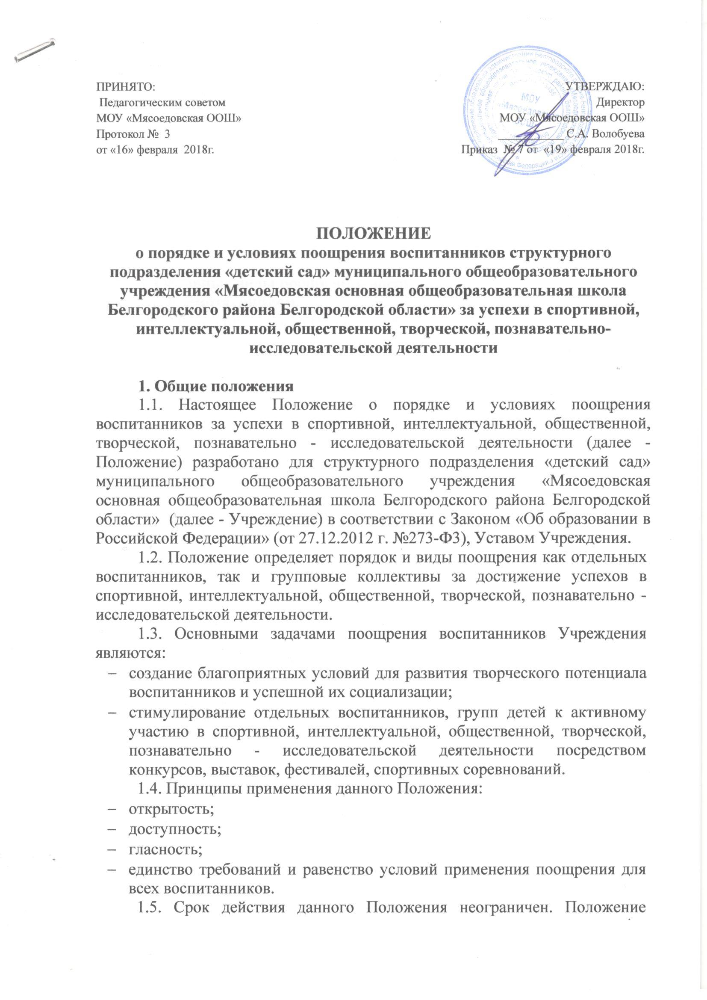 ПРИНЯТО:
Педагогическим советом
МОУ «Мясоедовская ООШ»
Протокол № 3
от «16» февраля 2018г.
УТВЕРЖДАЮ:
Директор
МОУ «Мясоедовская ООШ»
____________ С.А. Волобуева
Приказ № 7 от «19» февраля 2018г.
МОУ
«Мясоедовская
ООШ»
ПОЛОЖЕНИЕ
о порядке и условиях поощрения воспитанников структурного
подразделения «детский сад» муниципального общеобразовательного
учреждения «Мясоедовская основная общеобразовательная школа
Белгородского района Белгородской области» за успехи в спортивной,
интеллектуальной, общественной, творческой, познавательно-
исследовательской деятельности
1. Общие положения
1.1. Настоящее Положение о порядке и условиях поощрения
воспитанников за успехи в спортивной, интеллектуальной, общественной,
творческой, познавательно - исследовательской деятельности (далее -
Положение) разработано для структурного подразделения «детский сад»
муниципального общеобразовательного учреждения «Мясоедовская
основная общеобразовательная школа Белгородского района Белгородской
области» (далее - Учреждение) в соответствии с Законом «Об образовании в
Российской Федерации» (от 27.12.2012 г. №273-ФЗ), Уставом Учреждения.
1.2. Положение определяет порядок и виды поощрения как отдельных
воспитанников, так и групповые коллективы за достижение успехов в
спортивной, интеллектуальной, общественной, творческой, познавательно -
исследовательской деятельности.
1.3. Основными задачами поощрения воспитанников Учреждения
являются:
– создание благоприятных условий для развития творческого потенциала
воспитанников и успешной их социализации;
– стимулирование отдельных воспитанников, групп детей к активному
участию в спортивной, интеллектуальной, общественной, творческой,
познавательно - исследовательской деятельности посредством
конкурсов, выставок, фестивалей, спортивных соревнований.
1.4. Принципы применения данного Положения:
– открытость;
– доступность;
– гласность;
– единство требований и равенство условий применения поощрения для
всех воспитанников.
1.5. Срок действия данного Положения неограничен. Положение